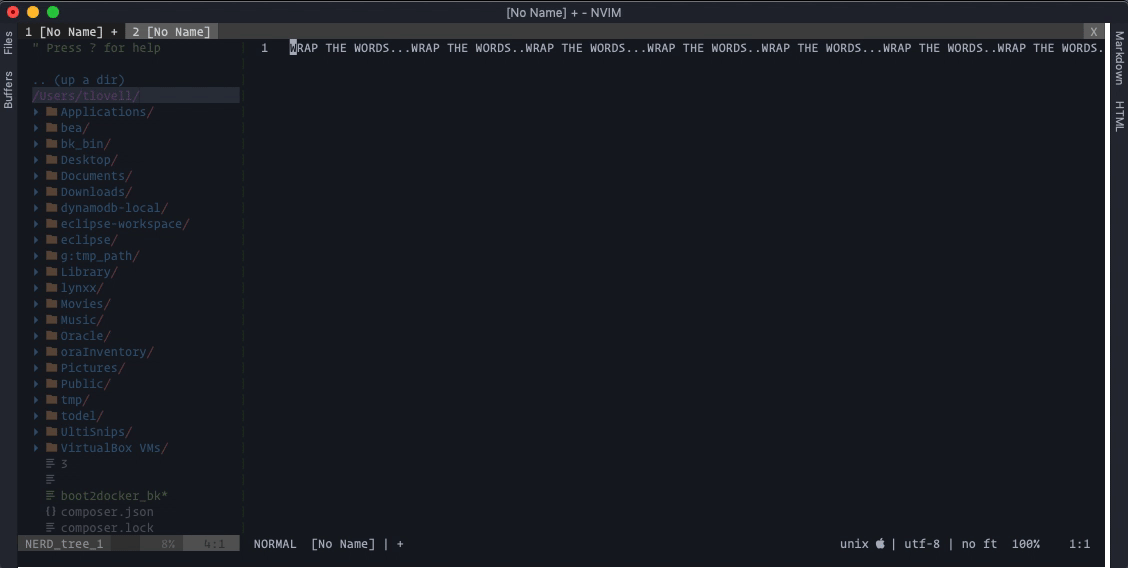 [No Name] + - NVIM
1 [No Name] + 2 [No Name] X
Files
Buffers
" Press ? for help
.. (up a dir)
/Users/tlovell/
Applications/
bea/
bk_bin/
Desktop/
Documents/
Downloads/
dynamodb-local/
eclipse-workspace/
eclipse/
g:tmp_path/
Library/
lynxx/
Movies/
Music/
Oracle/
oraInventory/
Pictures/
Public/
tmp/
todel/
UltiSnips/
VirtualBox VMs/
3
boot2docker_bk*
{} composer.json
composer.lock
NERD_tree_1 8% 4:1
1 WRAP THE WORDS...WRAP THE WORDS..WRAP THE WORDS...WRAP THE WORDS..WRAP THE WORDS...WRAP THE WORDS..WRAP THE WORDS.
NORMAL [No Name] | + unix | utf-8 | no ft 100% 1:1
Markdown
HTML